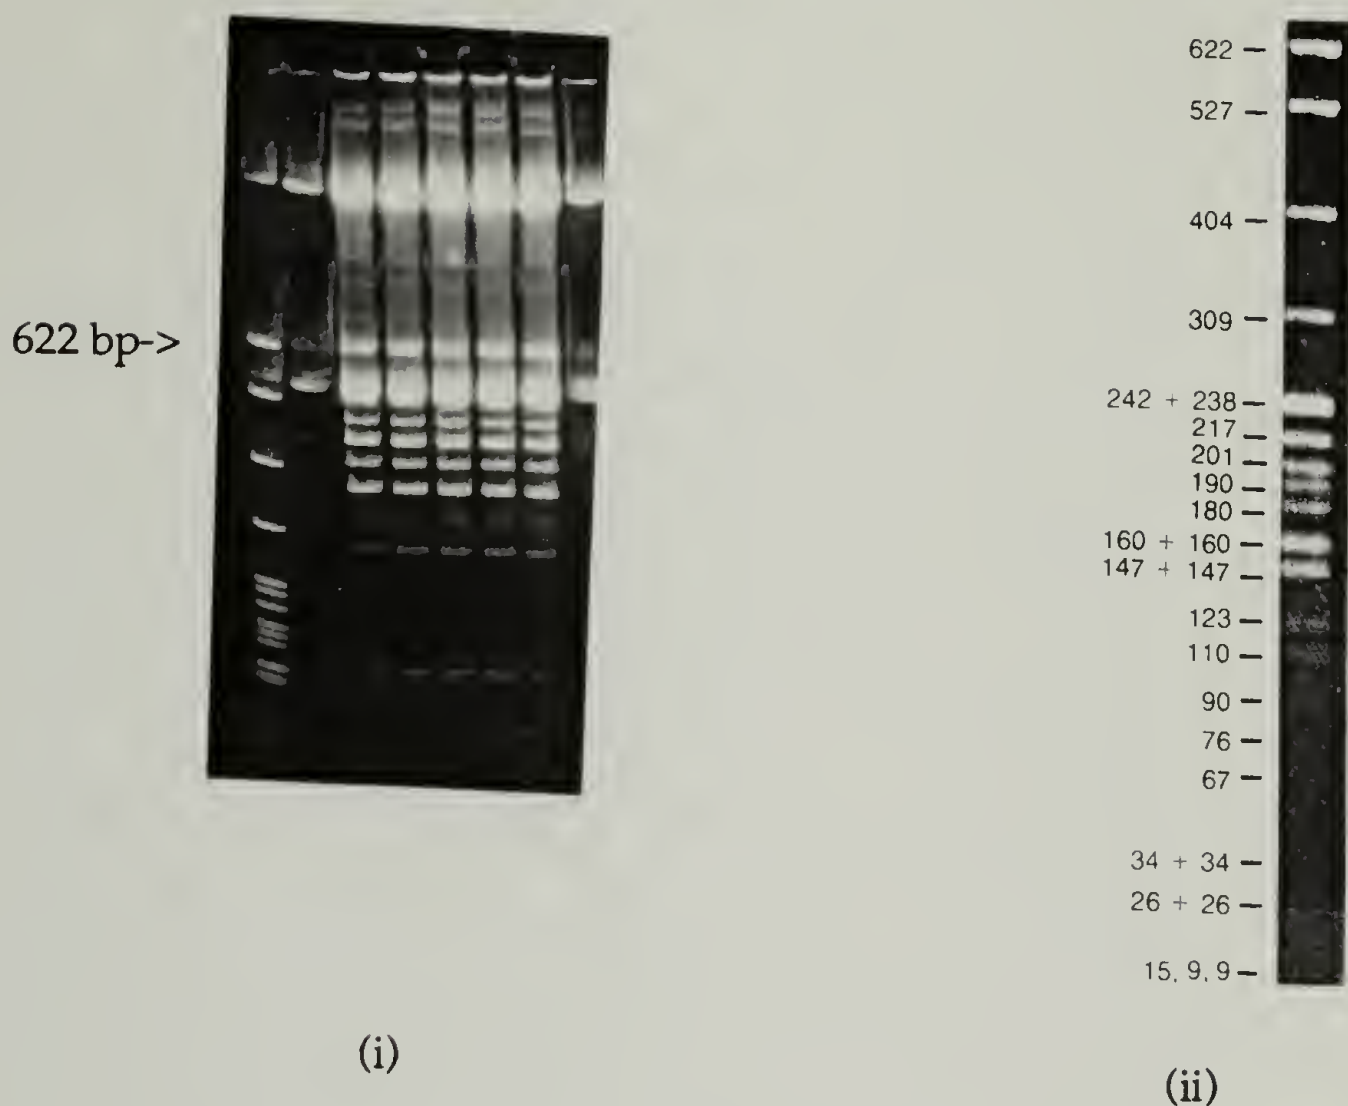 622 bp->
622 –
527 –
404 –
309 –
242 + 238 –
217 –
201 –
190 –
180 –
160 + 160 –
147 + 147 –
123 –
110 –
90 –
76 –
67 –
34 + 34 –
26 + 26 –
15, 9, 9 –
(i)
(ii)